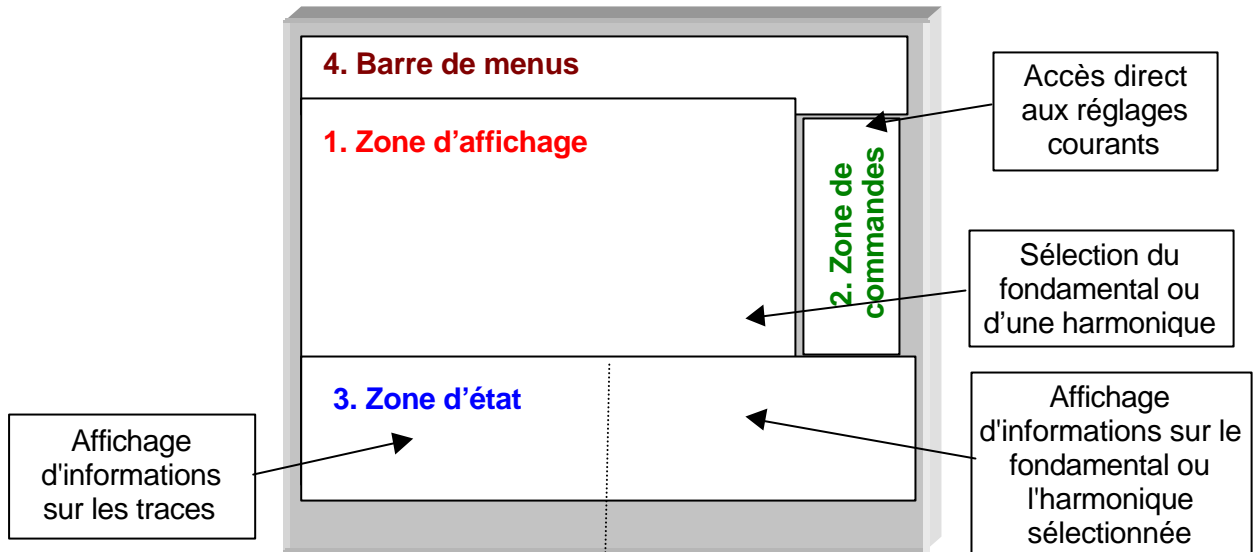 4. Barre de menus
1. Zone d'affichage
2. Zone de
commandes
3. Zone d'état
Accès direct
aux réglages
courants
Sélection du
fondamental ou
d'une harmonique
Affichage
d'informations
sur les traces
Affichage
d'informations sur le
fondamental ou
l'harmonique
sélectionnée